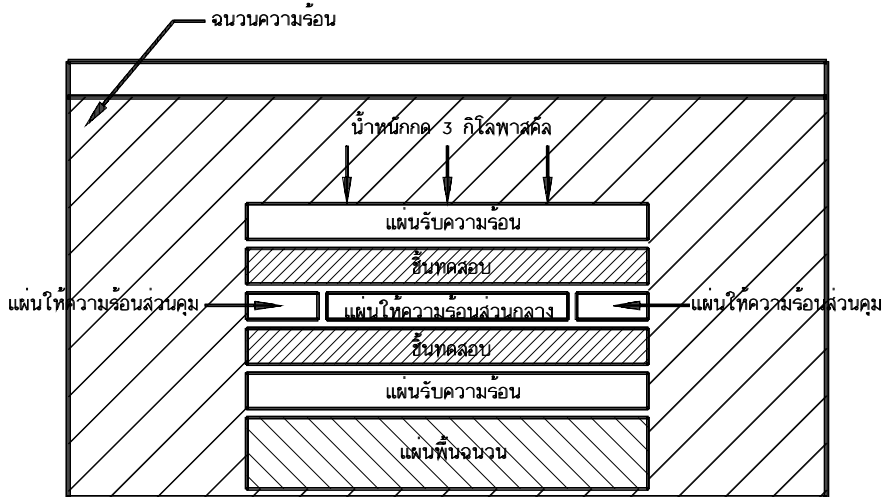 ฉนวนความร้อน
น้ำหนักกด 3 กิโลพาสคัล
แผ่นรับความร้อน
ชิ้นทดสอบ
แผ่นให้ความร้อนส่วนคุม
แผ่นให้ความร้อนส่วนกลาง
แผ่นให้ความร้อนส่วนคุม
ชิ้นทดสอบ
แผ่นรับความร้อน
แผ่นพื้นฉนวน